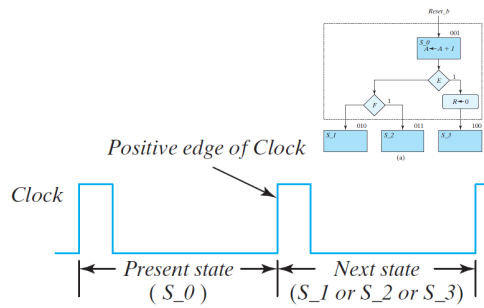 Reset_b
001
S_0
A←A + 1
E
1
R←0
F
1
010
011
100
S_1
S_2
S_3
(a)
Positive edge of Clock
Clock
Present state
Next state
( S_0 )
(S_1 or S_2 or S_3)